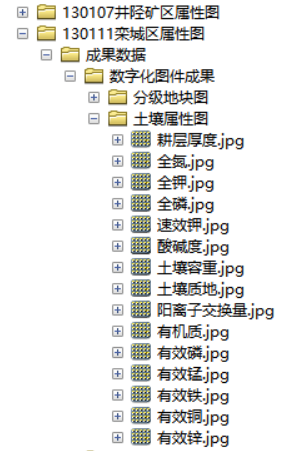 130107井陉矿区属性图
130111栾城区属性图
成果数据
数字化图件成果
分级地块图
土壤属性图
耕层厚度.jpg
全氮.jpg
全钾.jpg
全磷.jpg
速效钾.jpg
酸碱度.jpg
土壤容重.jpg
土壤质地.jpg
阳离子交换量.jpg
有机质.jpg
有效磷.jpg
有效锰.jpg
有效铁.jpg
有效铜.jpg
有效锌.jpg